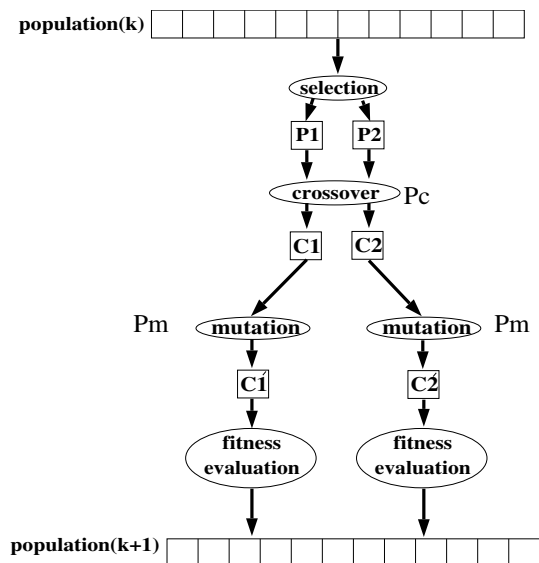 population(k)
selection
P1 P2
crossover Pc
C1 C2
Pm mutation mutation Pm
C1́ C2́
fitness evaluation
fitness evaluation
population(k+1)